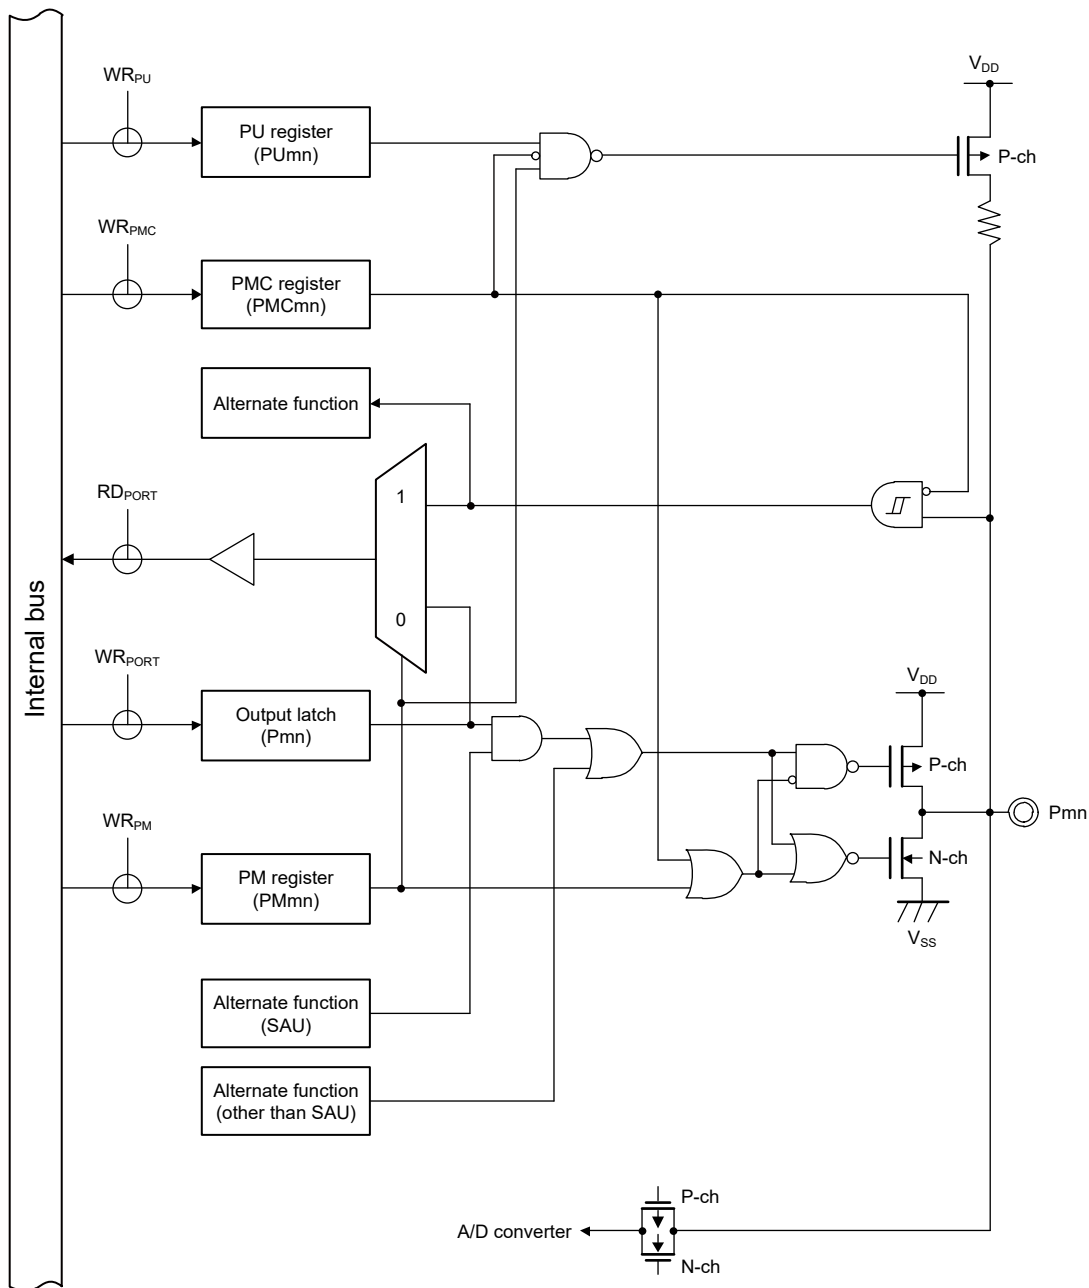 WRPU
VDD
PU register
(PUmn)
P-ch
WRPMC
PMC register
(PMCmn)
Alternate function
1
RDPORT
0
Internal bus
WRPORT
VDD
Output latch
(Pmn)
P-ch
Pmn
WRPM
N-ch
PM register
(PMmn)
VSS
Alternate function
(SAU)
Alternate function
(other than SAU)
P-ch
A/D converter
N-ch